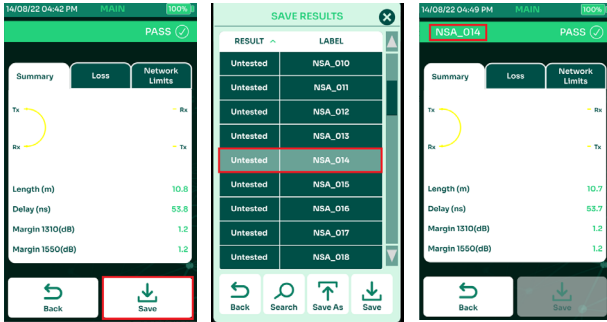 14/08/22 04:42 PM MAIN 100%
PASS
Summary Loss Network Limits
Tx Rx
Rx Tx
Length (m) 10.8
Delay (ns) 53.8
Margin 1310(dB) 1.2
Margin 1550(dB) 1.2
Back Save
SAVE RESULTS
RESULT LABEL
Untested NSA_010
Untested NSA_011
Untested NSA_012
Untested NSA_013
Untested NSA_014
Untested NSA_015
Untested NSA_016
Untested NSA_017
Untested NSA_018
Back Search Save As Save
14/08/22 04:49 PM MAIN 100%
NSA_014 PASS
Summary Loss Network Limits
Tx Rx
Rx Tx
Length (m) 10.7
Delay (ns) 53.7
Margin 1310(dB) 1.2
Margin 1550(dB) 1.2
Back Save